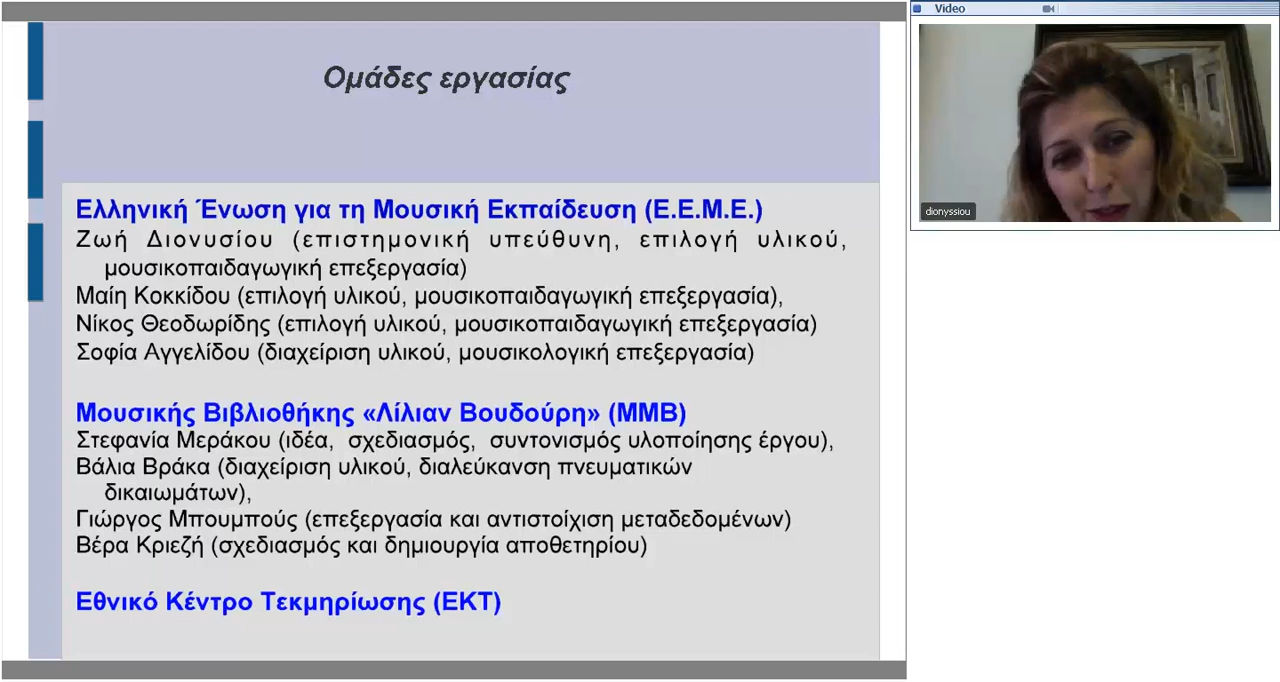 Ομάδες εργασίας
Ελληνική Ένωση για τη Μουσική Εκπαίδευση (Ε.Ε.Μ.Ε.)
Ζωή Διονυσίου (επιστημονική υπεύθυνη, επιλογή υλικού,
μουσικοπαιδαγωγική επεξεργασία)
Μαίη Κοκκίδου (επιλογή υλικού, μουσικοπαιδαγωγική επεξεργασία),
Νίκος Θεοδωρίδης (επιλογή υλικού, μουσικοπαιδαγωγική επεξεργασία)
Σοφία Αγγελίδου (διαχείριση υλικού, μουσικολογική επεξεργασία)
Μουσικής Βιβλιοθήκης «Λίλιαν Βουδούρη» (ΜΜΒ)
Στεφανία Μεράκου (ιδέα, σχεδιασμός, συντονισμός υλοποίησης έργου),
Βάλια Βράκα (διαχείριση υλικού, διαλεύκανση πνευματικών
δικαιωμάτων),
Γιώργος Μπουμπούς (επεξεργασία και αντιστοίχιση μεταδεδομένων)
Βέρα Κριεζή (σχεδιασμός και δημιουργία αποθετηρίου)
Εθνικό Κέντρο Τεκμηρίωσης (ΕΚΤ)
Video
dionyssiou